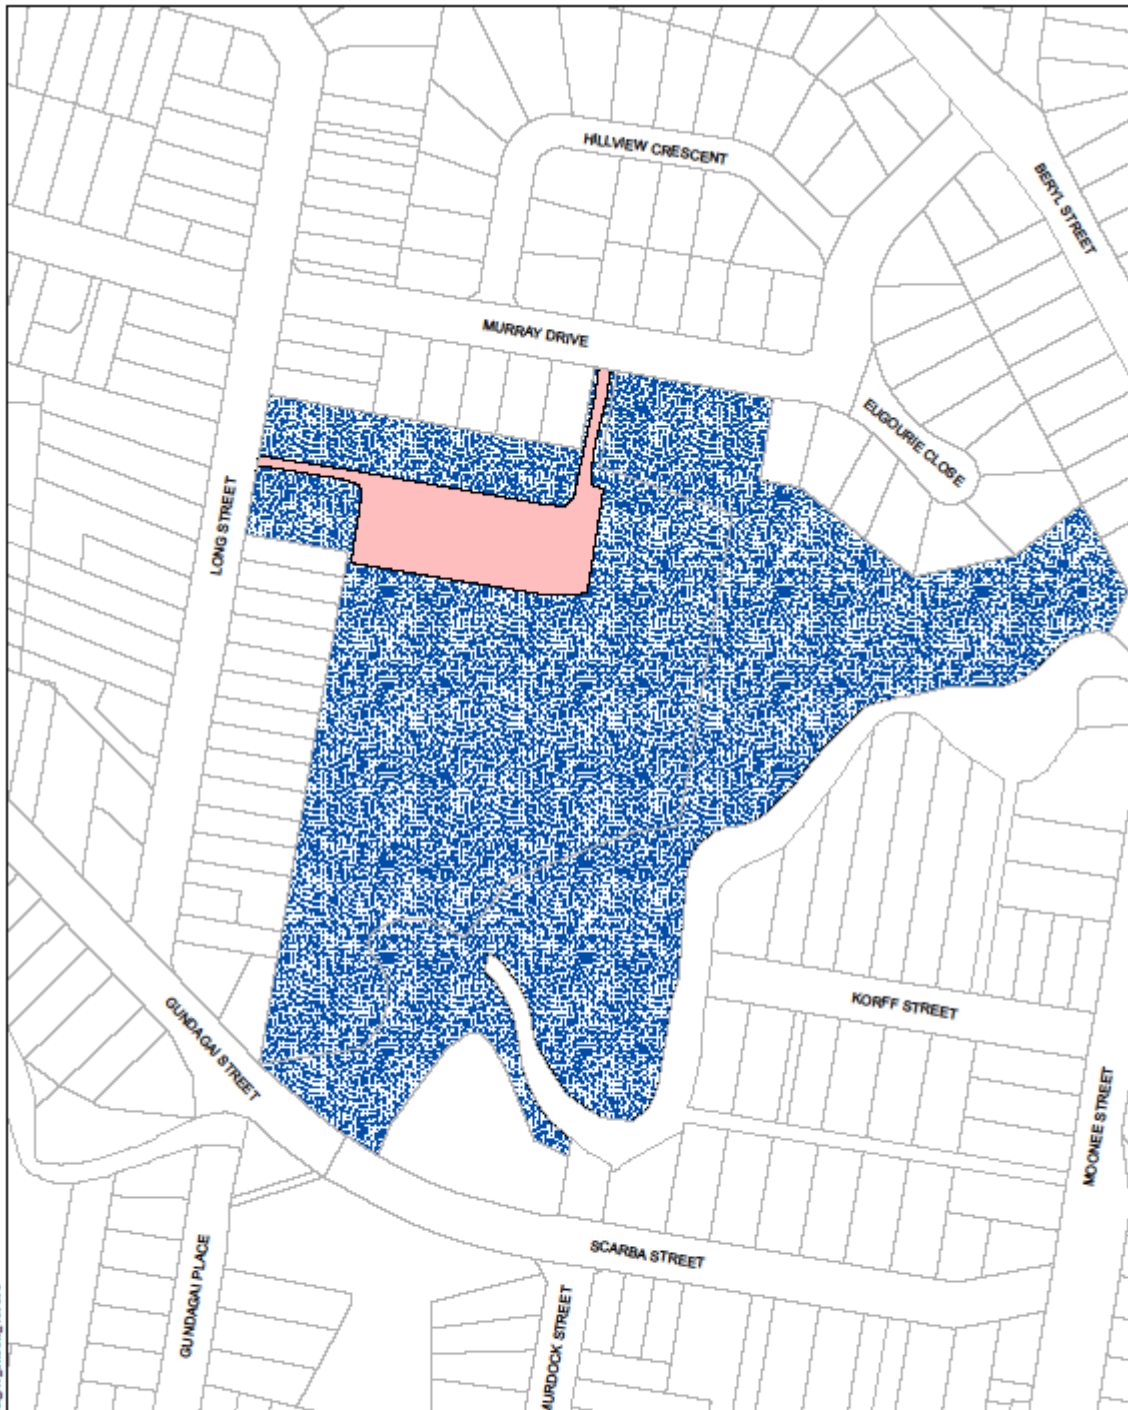 HILLVIEW CRESCENT
BERYL STREET
MURRAY DRIVE
EUGOURIE CLOSE
LONG STREET
GUNDAGAI STREET
KORFF STREET
MOONEE STREET
SCARBA STREET
GUNDAGAI PLACE
MURDOCK STREET